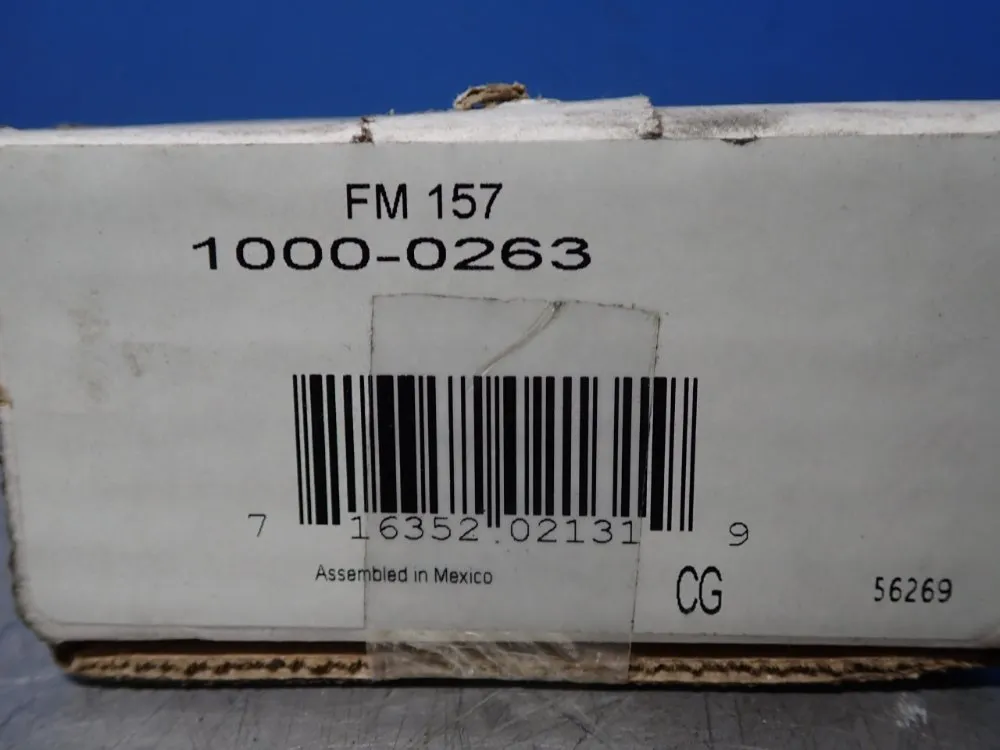 FM 157
1000-0263
7 16352 02131 9
Assembled in Mexico
CG
56269